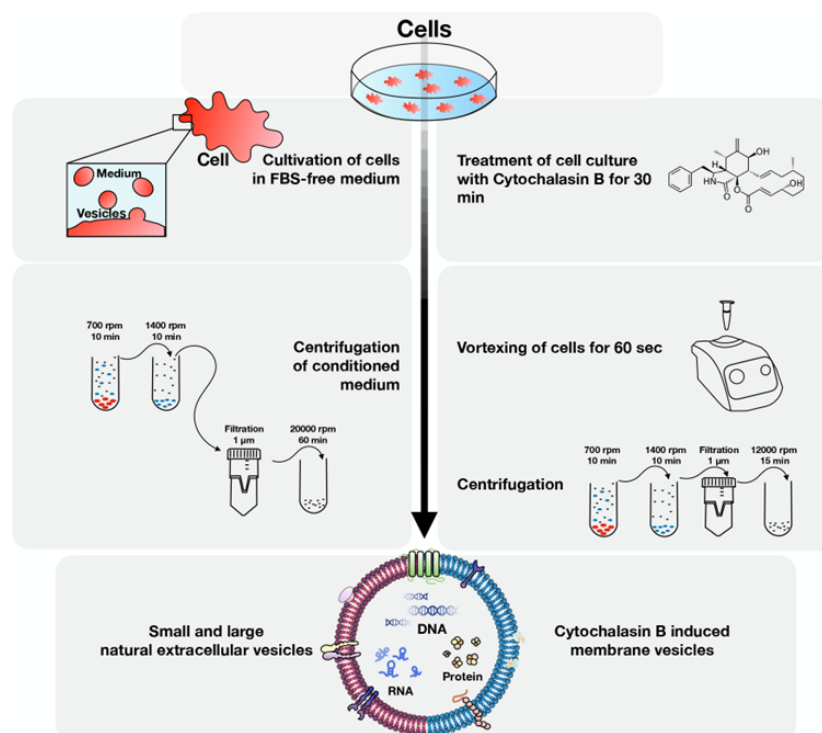 Cells
Cell
Medium
Vesicles
Cultivation of cells
in FBS-free medium
Treatment of cell culture
with Cytochalasin B for 30
min
OH
H
HN
O
O
O
OH
700 rpm
10 min
1400 rpm
10 min
Centrifugation
of conditioned
medium
Filtration
1 µm
20000 rpm
60 min
Vortexing of cells for 60 sec
Centrifugation
700 rpm
10 min
1400 rpm
10 min
Filtration
1 µm
12000 rpm
15 min
Small and large
natural extracellular vesicles
DNA
RNA
Protein
Cytochalasin B induced
membrane vesicles